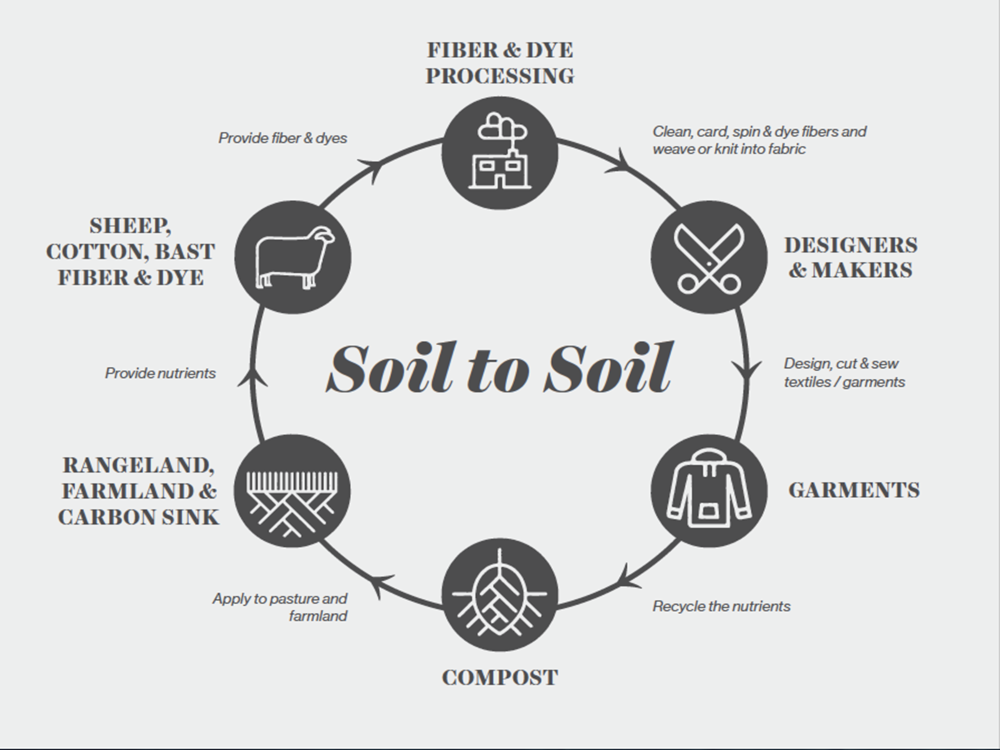 FIBER & DYE
PROCESSING
Provide fiber & dyes
Clean, card, spin & dye fibers and
weave or knit into fabric
SHEEP,
COTTON, BAST
FIBER & DYE
DESIGNERS
& MAKERS
Soil to Soil
Provide nutrients
Design, cut & sew
textiles / garments
RANGELAND,
FARMLAND &
CARBON SINK
GARMENTS
Apply to pasture and
farmland
Recycle the nutrients
COMPOST